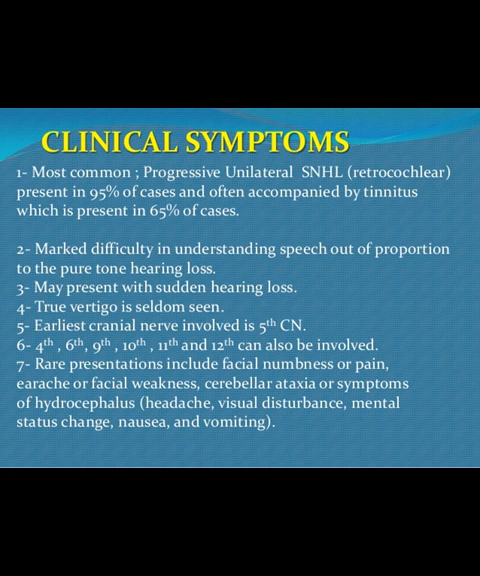 CLINICAL SYMPTOMS
1- Most common ; Progressive Unilateral SNHL (retrocochlear)
present in 95% of cases and often accompanied by tinnitus
which is present in 65% of cases.
2- Marked difficulty in understanding speech out of proportion
to the pure tone hearing loss.
3- May present with sudden hearing loss.
4- True vertigo is seldom seen.
5- Earliest cranial nerve involved is 5th CN.
6- 4th , 6th, 9th , 10th , 11th and 12th can also be involved.
7- Rare presentations include facial numbness or pain,
earache or facial weakness, cerebellar ataxia or symptoms
of hydrocephalus (headache, visual disturbance, mental
status change, nausea, and vomiting).